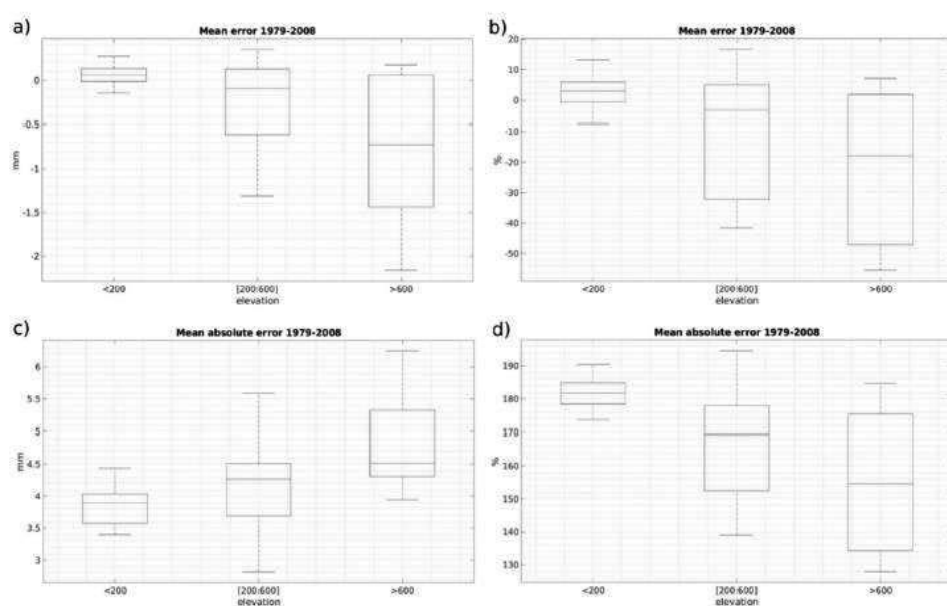 a)
Mean error 1979-2008
0
-0.5
-1
-1.5
-2
mm
<200
[200:600]
>600
elevation
b)
Mean error 1979-2008
20
10
0
-10
-20
-30
-40
-50
%
<200
[200:600]
>600
elevation
c)
Mean absolute error 1979-2008
6
5.5
5
4.5
4
3.5
3
mm
<200
[200:600]
>600
elevation
d)
Mean absolute error 1979-2008
190
180
170
160
150
140
130
%
<200
[200:600]
>600
elevation